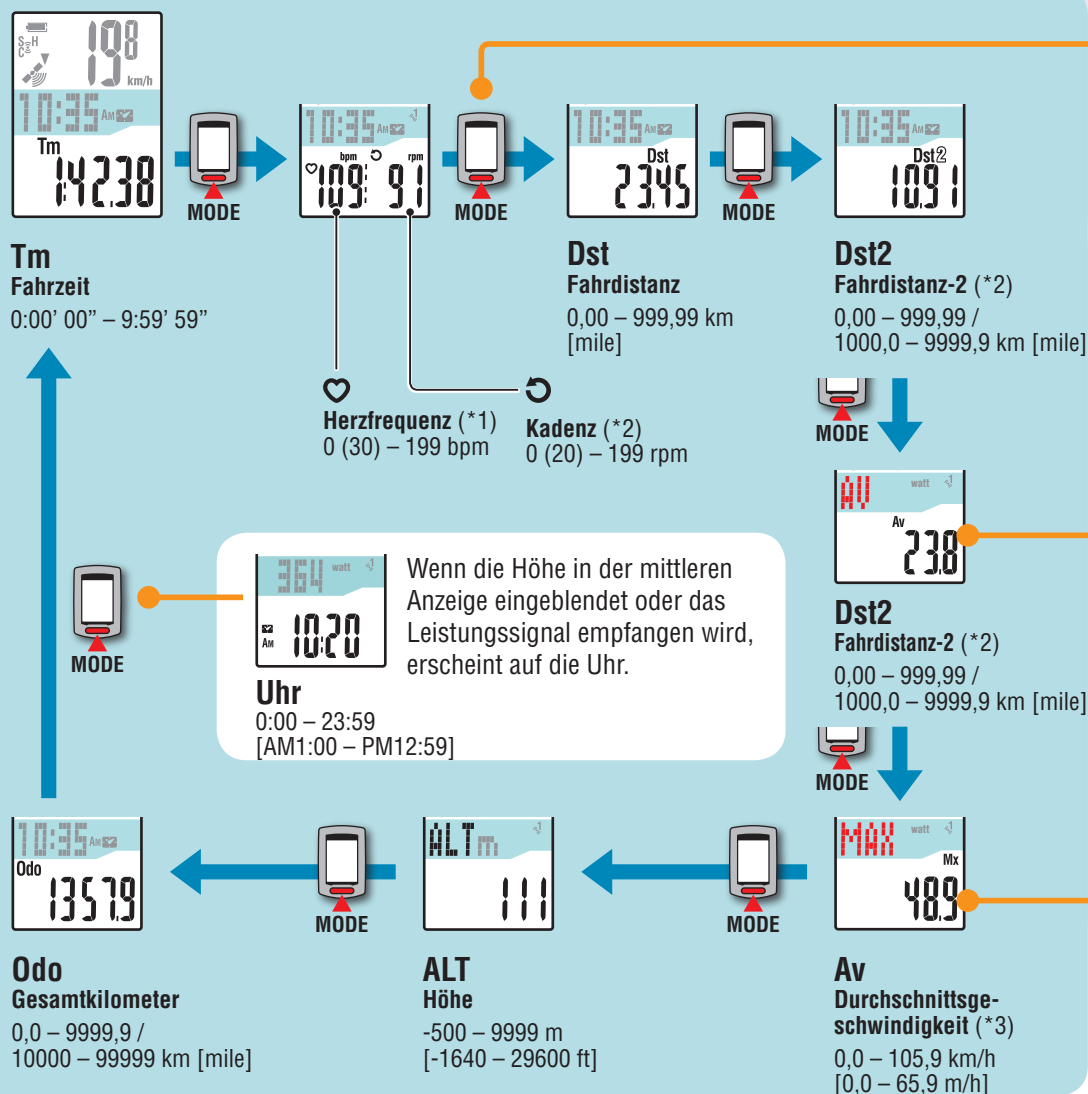 S H
C
198
km/h
10:35 AM
Tm
1:42.38
MODE
10:35 AM
bpm
rpm
109
91
MODE
10:35 AM
Dst
23.45
MODE
10:35 AM
Dst2
10.91
Tm
Fahrzeit
0:00’ 00” – 9:59’ 59”
Dst
Fahrdistanz
0,00 – 999,99 km
[mile]
Dst2
Fahrdistanz-2 (*2)
0,00 – 999,99 /
1000,0 – 9999,9 km [mile]
Herzfrequenz (*1)
0 (30) – 199 bpm
Kadenz (*2)
0 (20) – 199 rpm
MODE
AV
watt
Av
23.8
Dst2
Fahrdistanz-2 (*2)
0,00 – 999,99 /
1000,0 – 9999,9 km [mile]
MODE
MODE
364 watt
AM
10:20
Wenn die Höhe in der mittleren
Anzeige eingeblendet oder das
Leistungssignal empfangen wird,
erscheint auf die Uhr.
Uhr
0:00 – 23:59
[AM1:00 – PM12:59]
MAX
watt
Mx
48.9
MODE
ALTm
111
MODE
10:35 AM
Odo
1357.9
Odo
Gesamtkilometer
0,0 – 9999,9 /
10000 – 99999 km [mile]
ALT
Höhe
-500 – 9999 m
[-1640 – 29600 ft]
Av
Durchschnittsge-
schwindigkeit (*3)
0,0 – 105,9 km/h
[0,0 – 65,9 m/h]